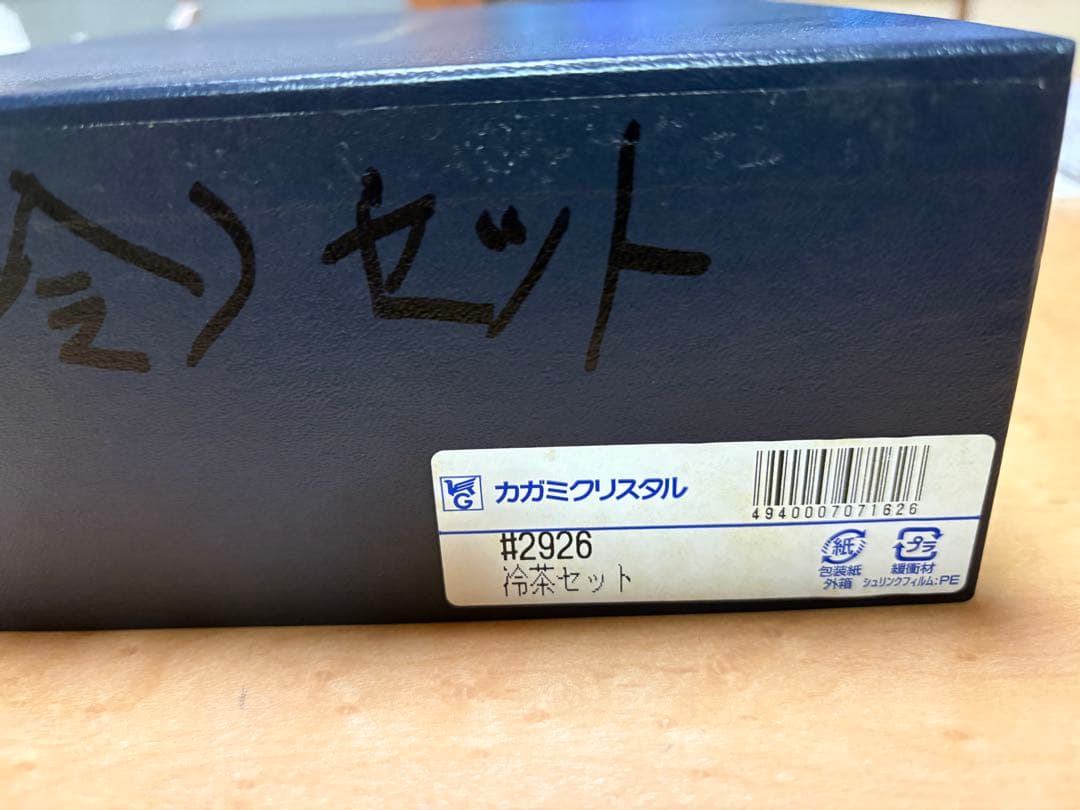 ) セット
カガミクリスタル
4940007071626
#2926
冷茶セット
紙
包装紙
外箱
プラ
緩衝材
シュリンクフィルム:PE
G